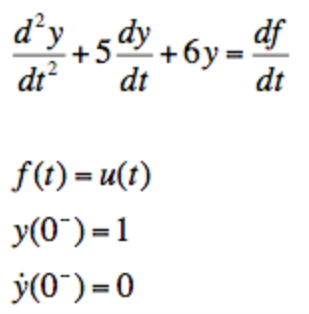 d²y/dt² + 5 dy/dt + 6y = df/dt
f(t) = u(t)
y(0⁻) = 1
ẏ(0⁻) = 0